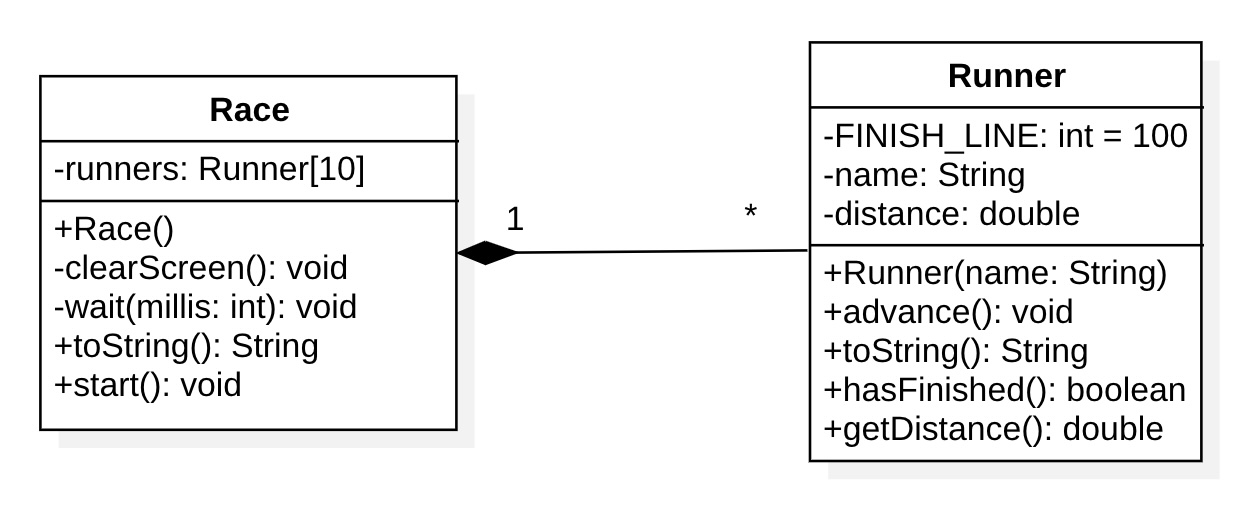 Race
-runners: Runner[10]
+Race()
-clearScreen(): void
-wait(millis: int): void
+toString(): String
+start(): void
1
*
Runner
-FINISH_LINE: int = 100
-name: String
-distance: double
+Runner(name: String)
+advance(): void
+toString(): String
+hasFinished(): boolean
+getDistance(): double